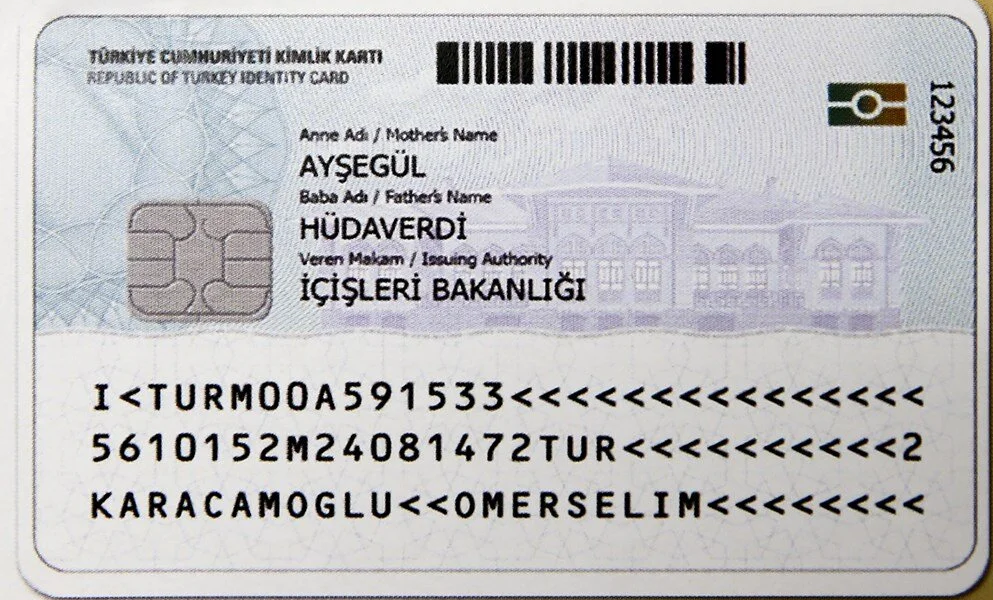 TÜRKİYE CUMHURİYETİ KİMLİK KARTI
REPUBLIC OF TURKEY IDENTITY CARD
123456
Anne Adı / Mother's Name
AYŞEGÜL
Baba Adı / Father's Name
HÜDAVERDİ
Veren Makam / Issuing Authority
İÇİŞLERİ BAKANLIĞI
I<TURM00A591533<<<<<<<<<<<<<<<
5610152M24081472TUR<<<<<<<<<<2
KARACAMOGLU<<OMERSELIM<<<<<<<<